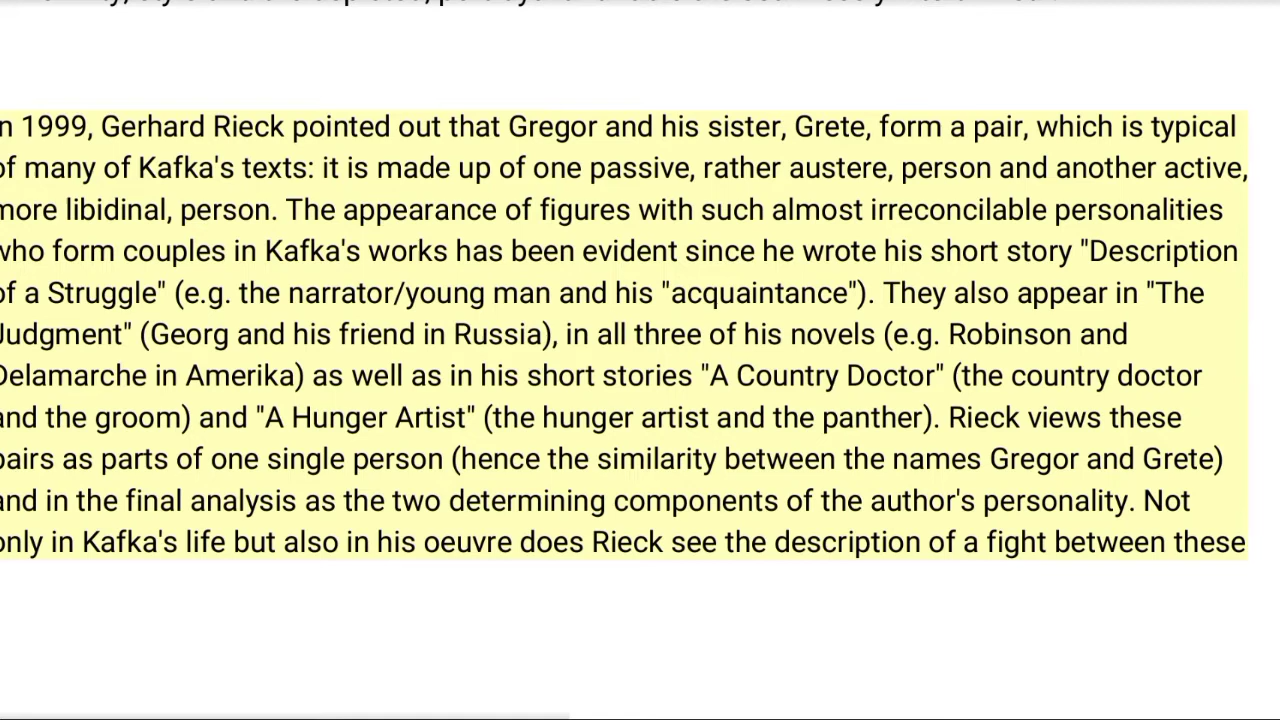 n 1999, Gerhard Rieck pointed out that Gregor and his sister, Grete, form a pair, which is typical
of many of Kafka's texts: it is made up of one passive, rather austere, person and another active,
more libidinal, person. The appearance of figures with such almost irreconcilable personalities
who form couples in Kafka's works has been evident since he wrote his short story "Description
of a Struggle" (e.g. the narrator/young man and his "acquaintance"). They also appear in "The
Judgment" (Georg and his friend in Russia), in all three of his novels (e.g. Robinson and
Delamarche in Amerika) as well as in his short stories "A Country Doctor" (the country doctor
and the groom) and "A Hunger Artist" (the hunger artist and the panther). Rieck views these
pairs as parts of one single person (hence the similarity between the names Gregor and Grete)
and in the final analysis as the two determining components of the author's personality. Not
only in Kafka's life but also in his oeuvre does Rieck see the description of a fight between these